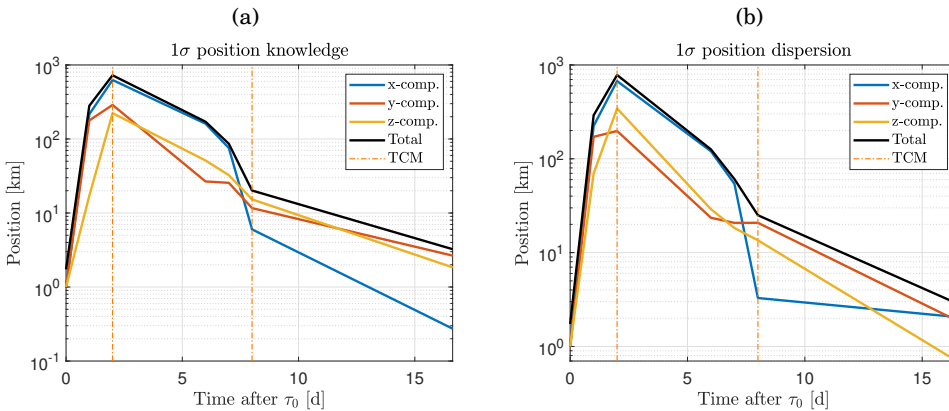 (a)
1σ position knowledge
10³
10²
10¹
10⁰
10⁻¹
Position [km]
x-comp.
y-comp.
z-comp.
Total
TCM
0
5
10
15
Time after τ₀ [d]
(b)
1σ position dispersion
10³
10²
10¹
10⁰
Position [km]
x-comp.
y-comp.
z-comp.
Total
TCM
0
5
10
15
Time after τ₀ [d]